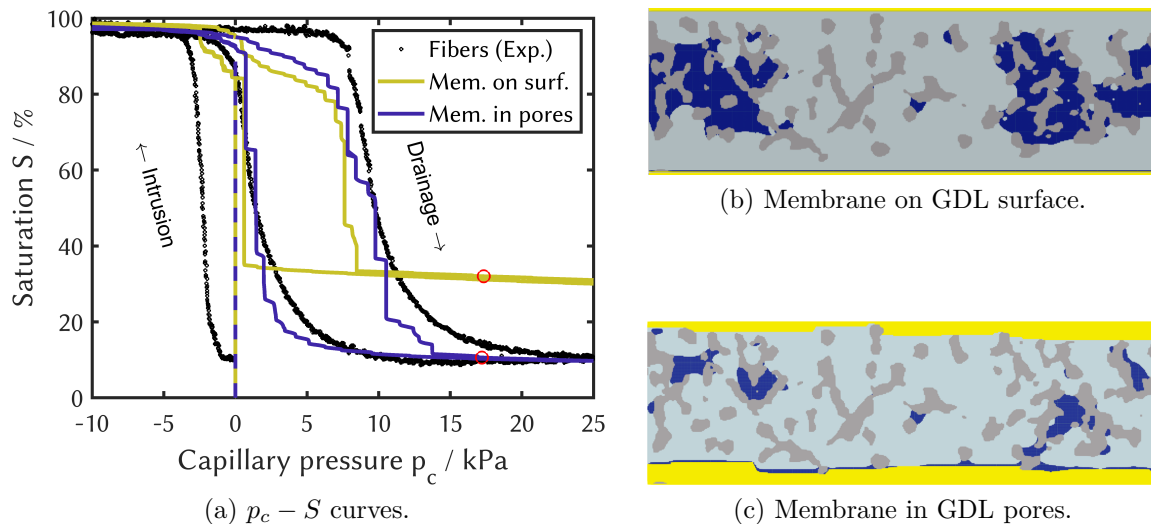 Saturation S / %
100
80
60
40
20
0
Fibers (Exp.)
Mem. on surf.
Mem. in pores
← Intrusion
Drainage →
-10 -5 0 5 10 15 20 25
Capillary pressure p_c / kPa
(a) p_c − S curves.
(b) Membrane on GDL surface.
(c) Membrane in GDL pores.